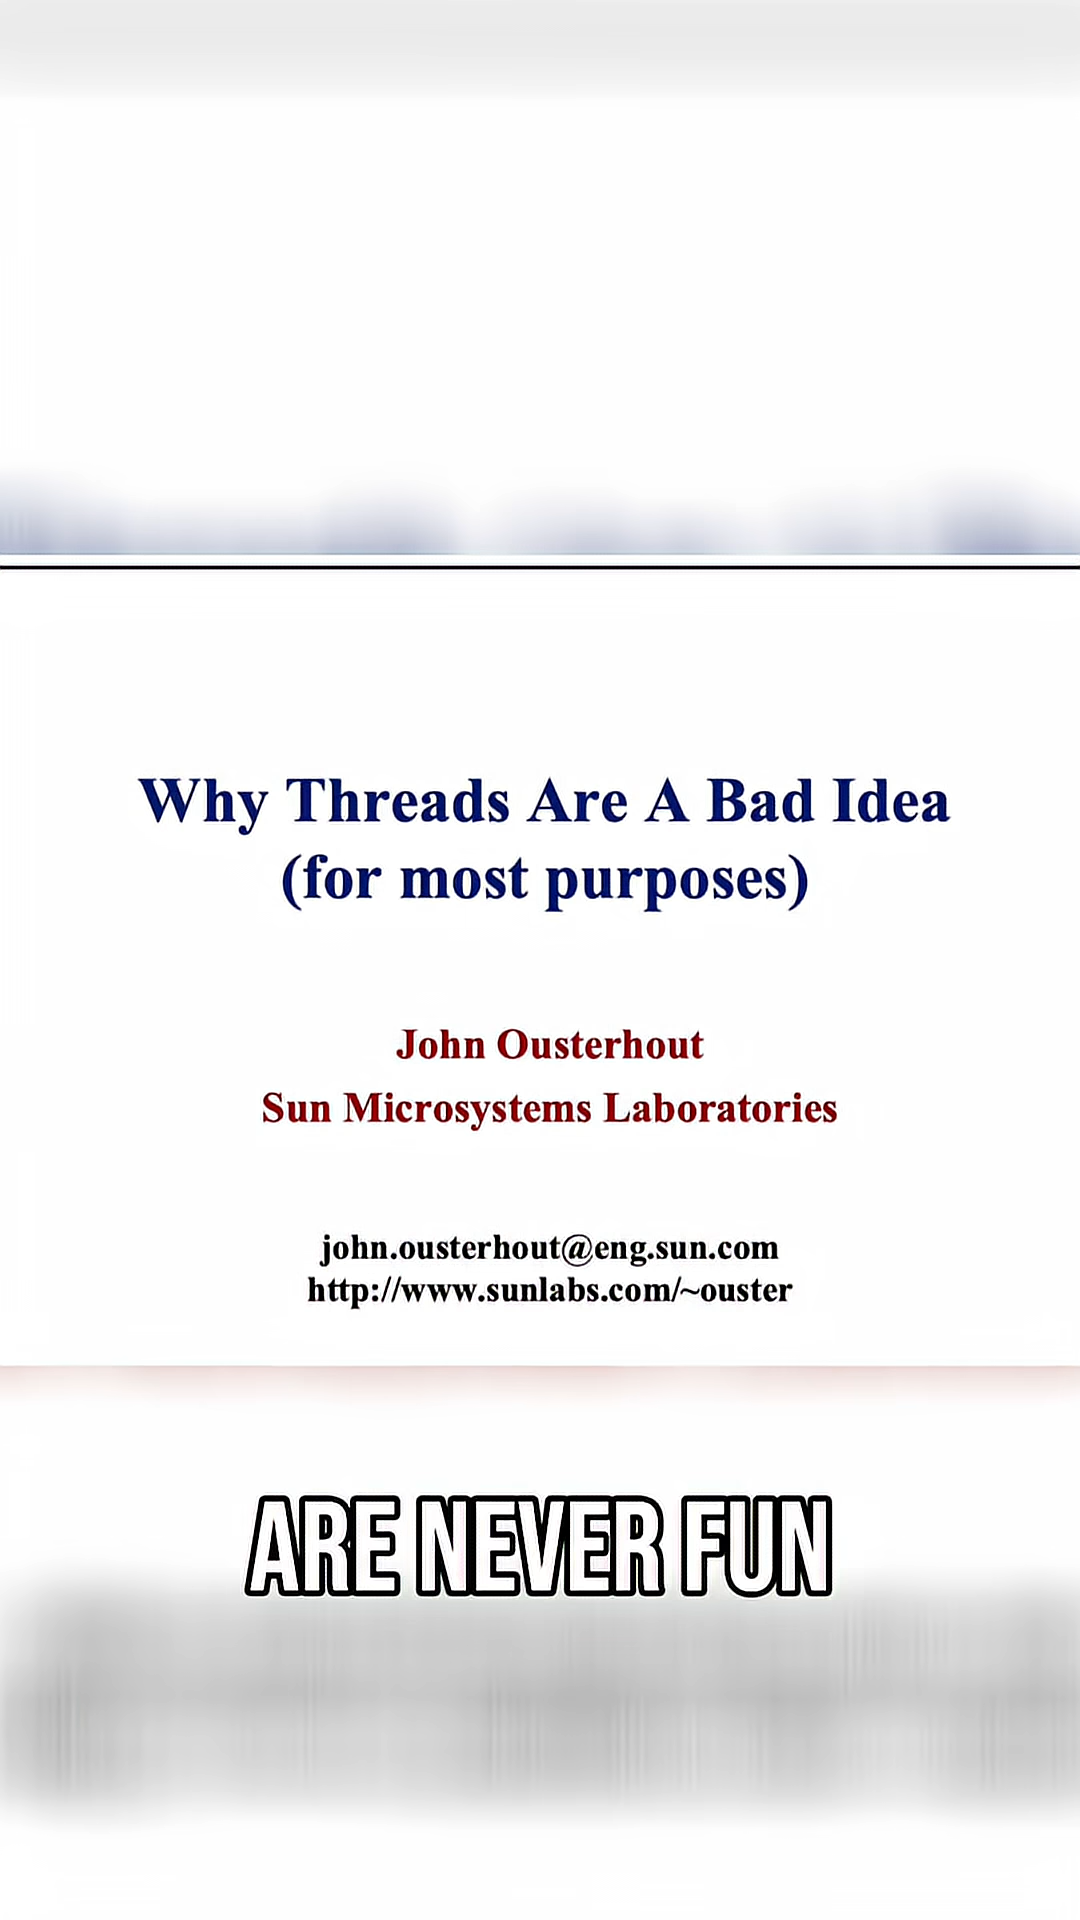 Why Threads Are A Bad Idea
(for most purposes)
John Ousterhout
Sun Microsystems Laboratories
john.ousterhout@eng.sun.com
http://www.sunlabs.com/~ouster
ARE NEVER FUN